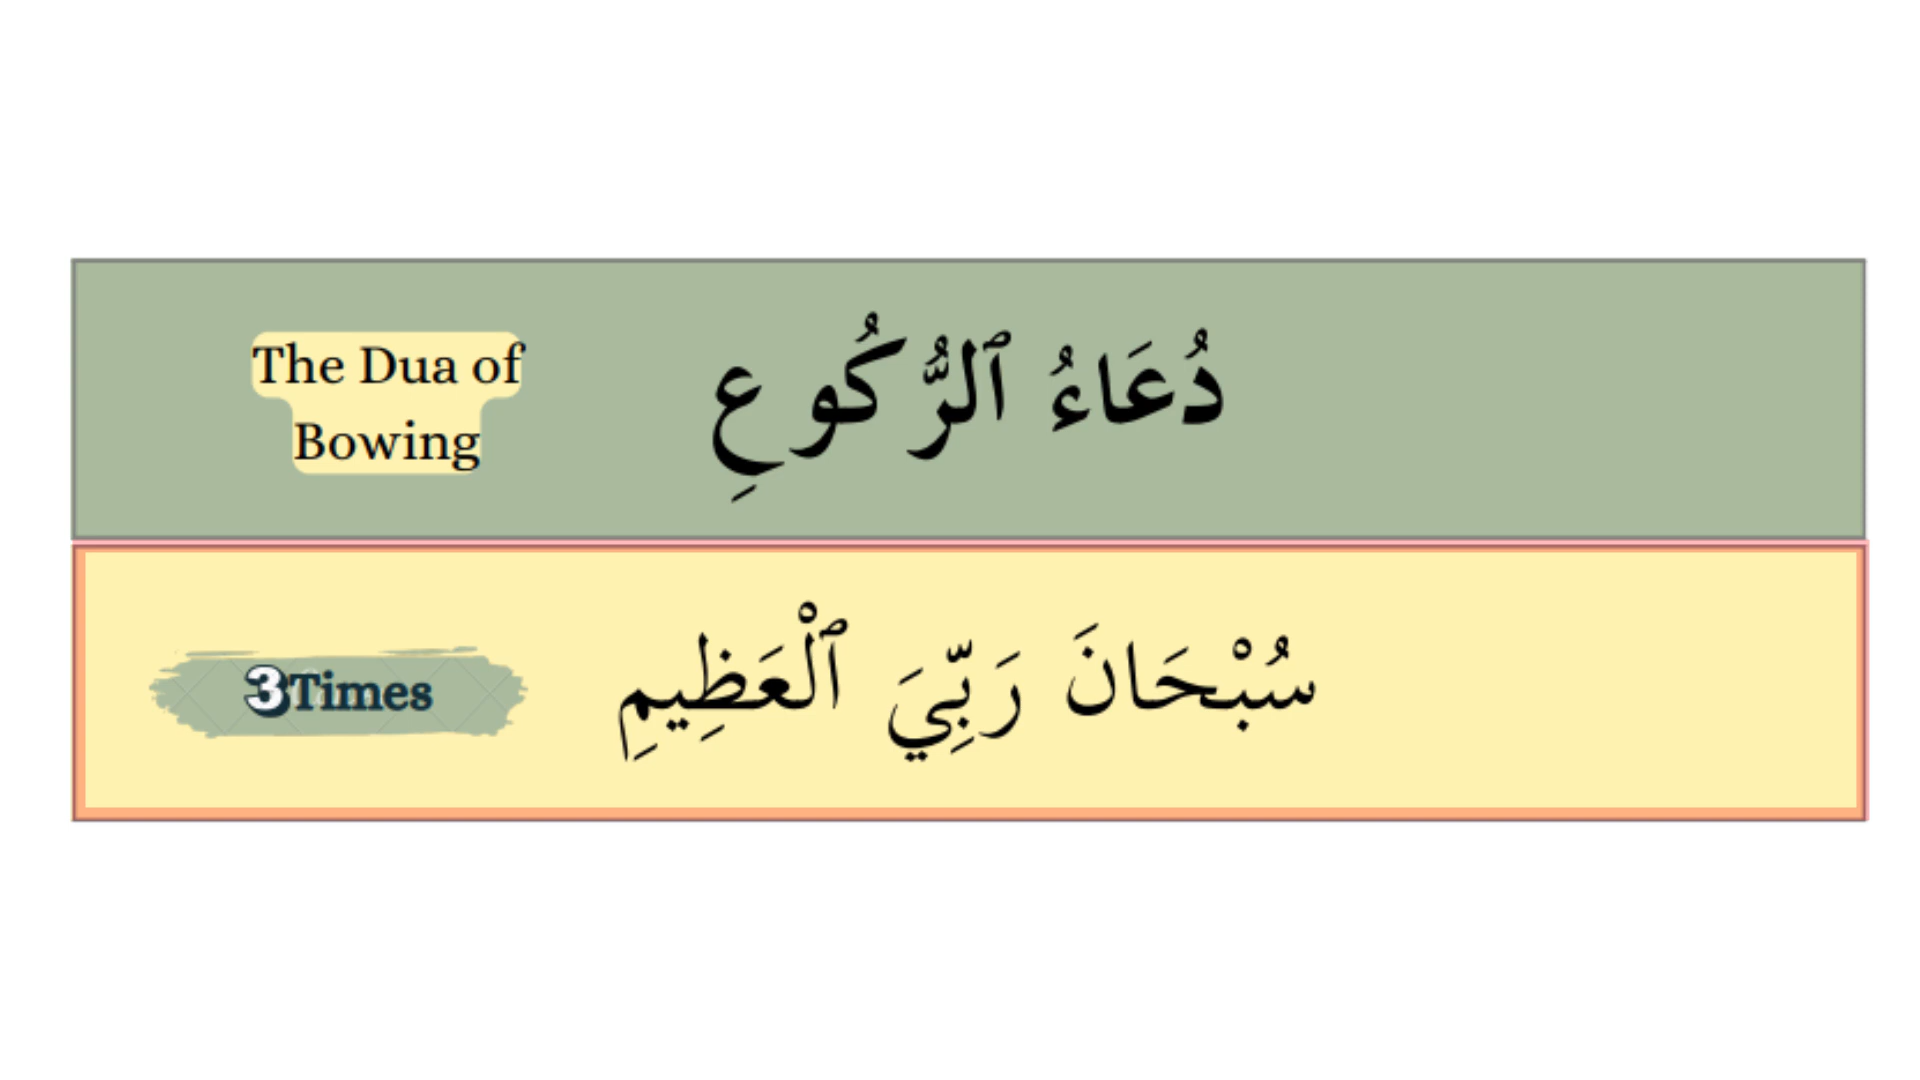 The Dua of
Bowing
دُعَاءُ ٱلرُّكُوعِ
3Times
سُبْحَانَ رَبِّيَ ٱلْعَظِيمِ